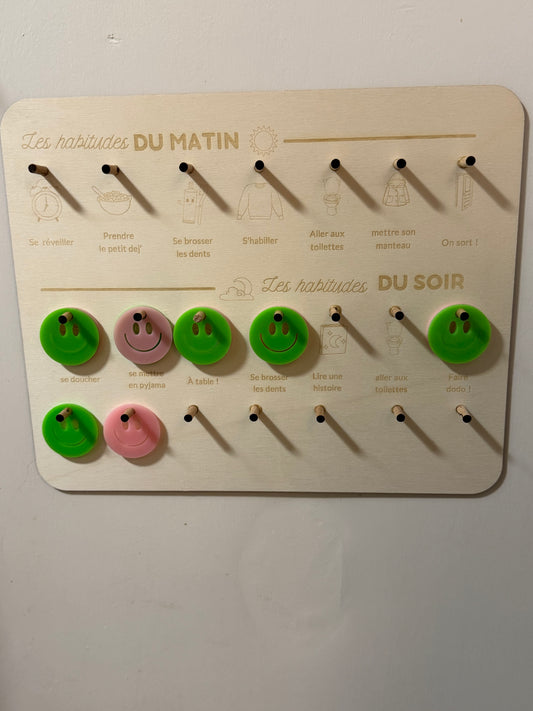 Les habitudes DU MATIN
Se réveiller
Prendre
le petit dej'
Se brosser
les dents
S'habiller
Aller aux
toilettes
mettre son
manteau
On sort !
Les habitudes DU SOIR
se doucher
se mettre
en pyjama
À table !
Se brosser
les dents
Lire une
histoire
aller aux
toilettes
Faire
dodo !